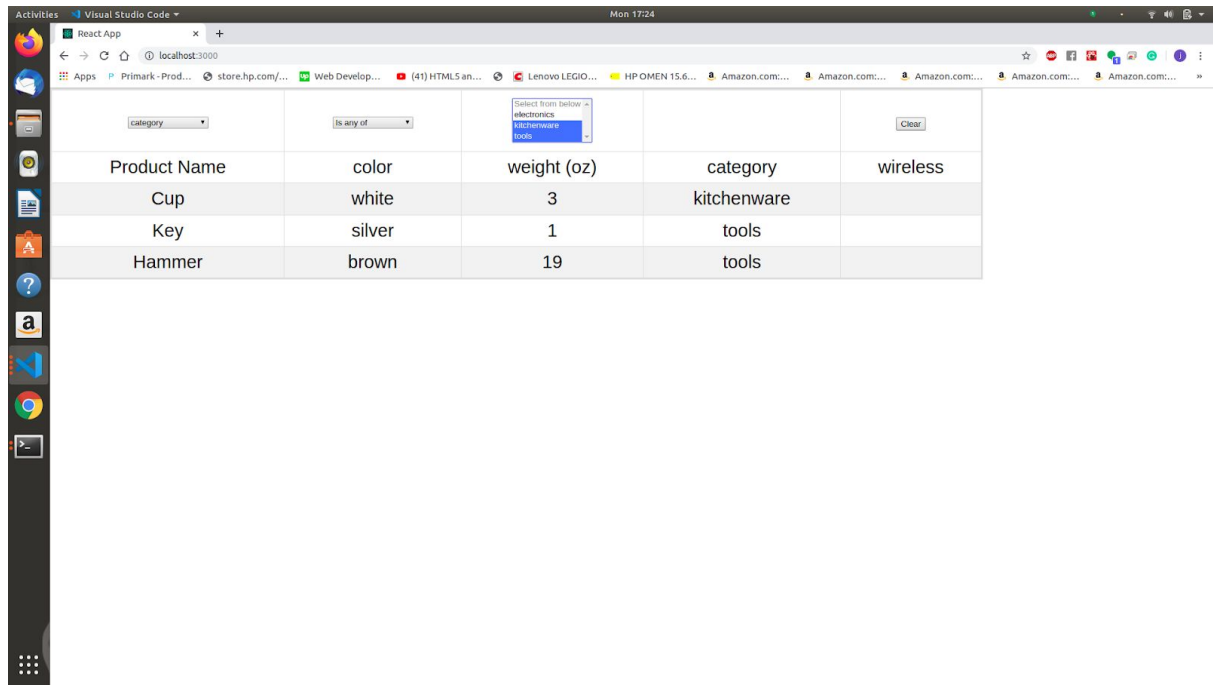 Activities Visual Studio Code Mon 17:24
React App × +
localhost:3000
Apps P Primark - Prod... store.hp.com/... Web Develop... (41) HTML5 an... Lenovo LEGIO... HP OMEN 15.6... Amazon.com:... Amazon.com:... Amazon.com:... Amazon.com:... Amazon.com:... »
category Is any of Select from below Clear
electronics
kitchenware
tools
Product Name color weight (oz) category wireless
Cup white 3 kitchenware
Key silver 1 tools
Hammer brown 19 tools